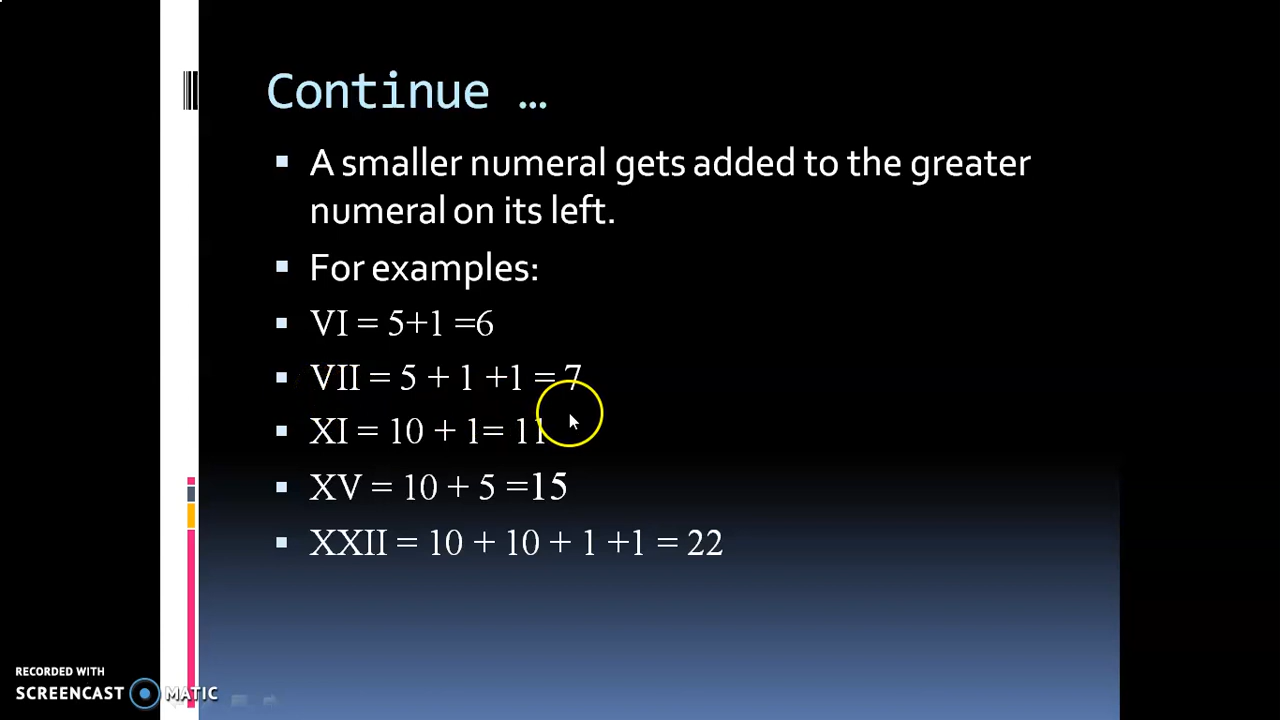 Continue …
A smaller numeral gets added to the greater
numeral on its left.
For examples:
VI = 5+1 =6
VII = 5 + 1 +1 = 7
XI = 10 + 1= 11
XV = 10 + 5 =15
XXII = 10 + 10 + 1 +1 = 22
RECORDED WITH
SCREENCAST MATIC